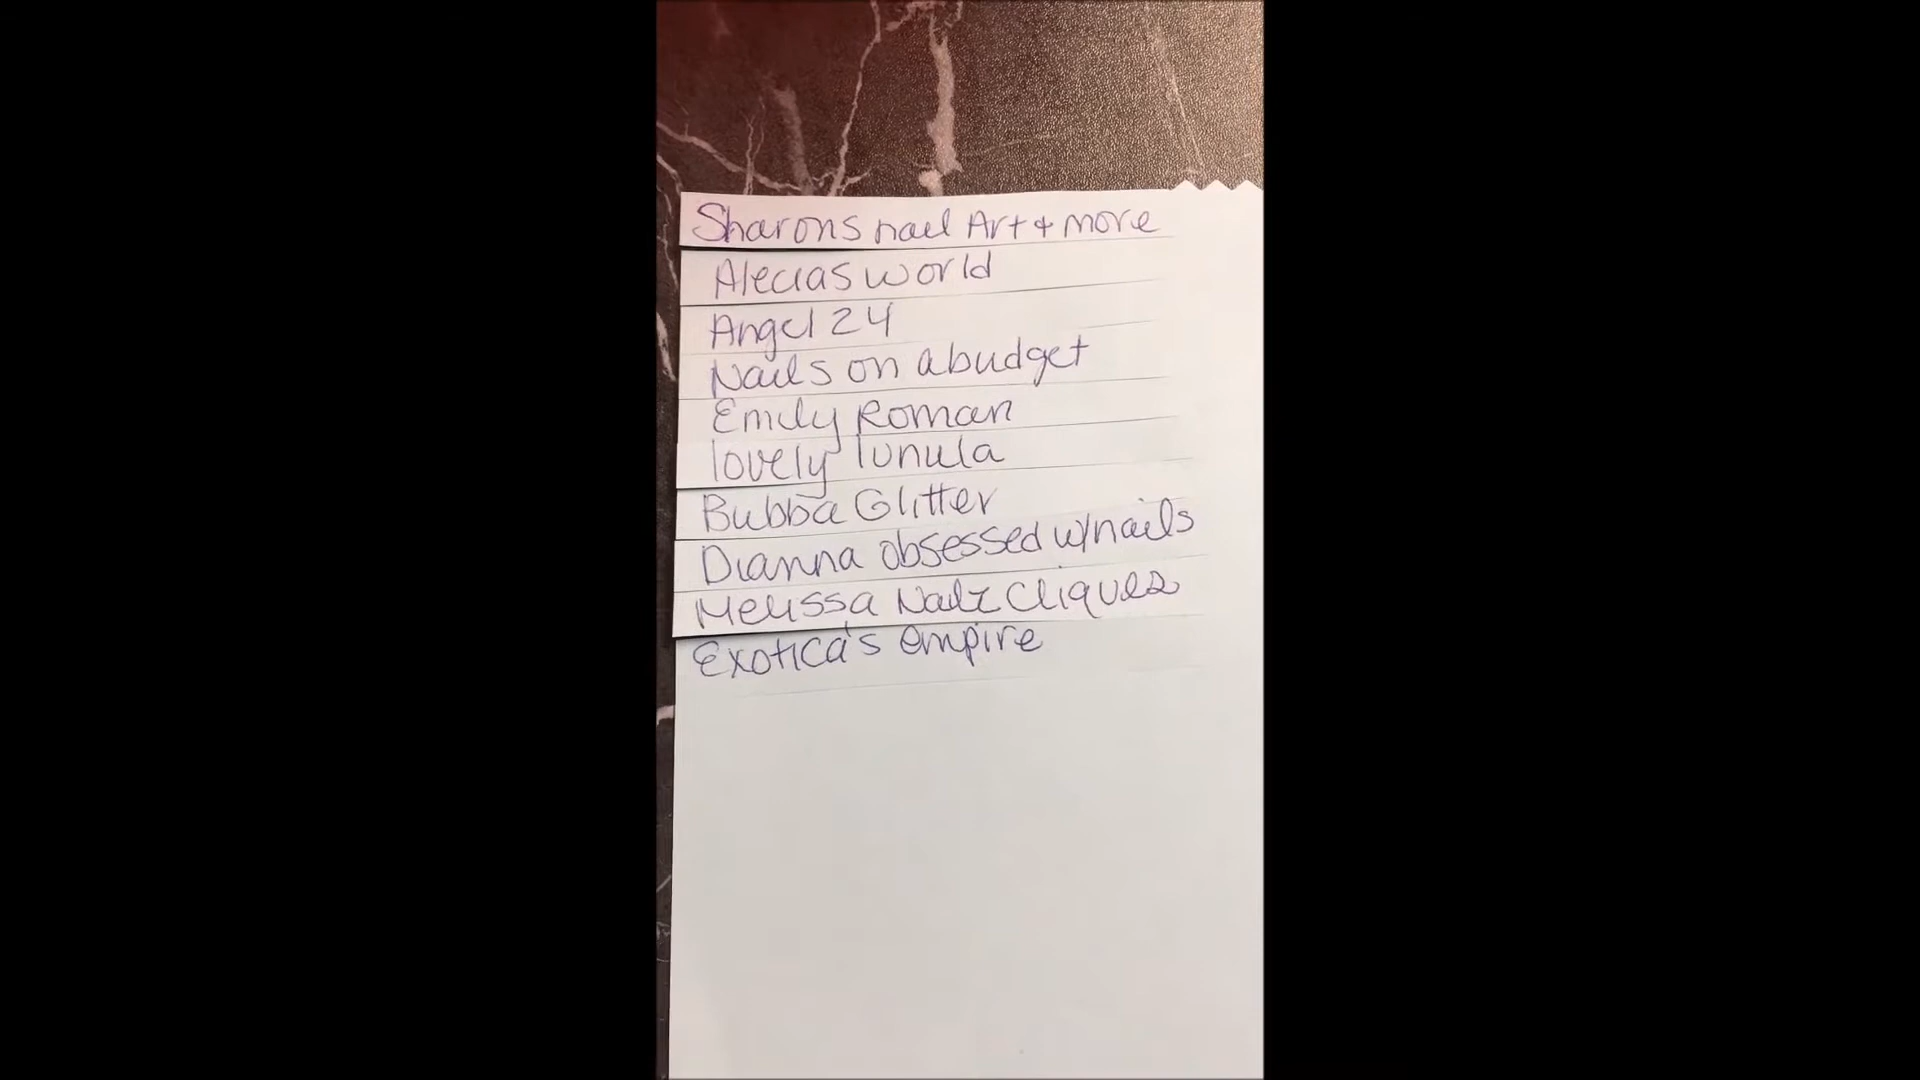 Sharons nail Art + more
Alecias world
Angel 24
Nails on a budget
Emily Roman
lovely lunula
Bubba Glitter
Dianna obsessed w/nails
Melissa Nailz Cliques
Exotica's empire